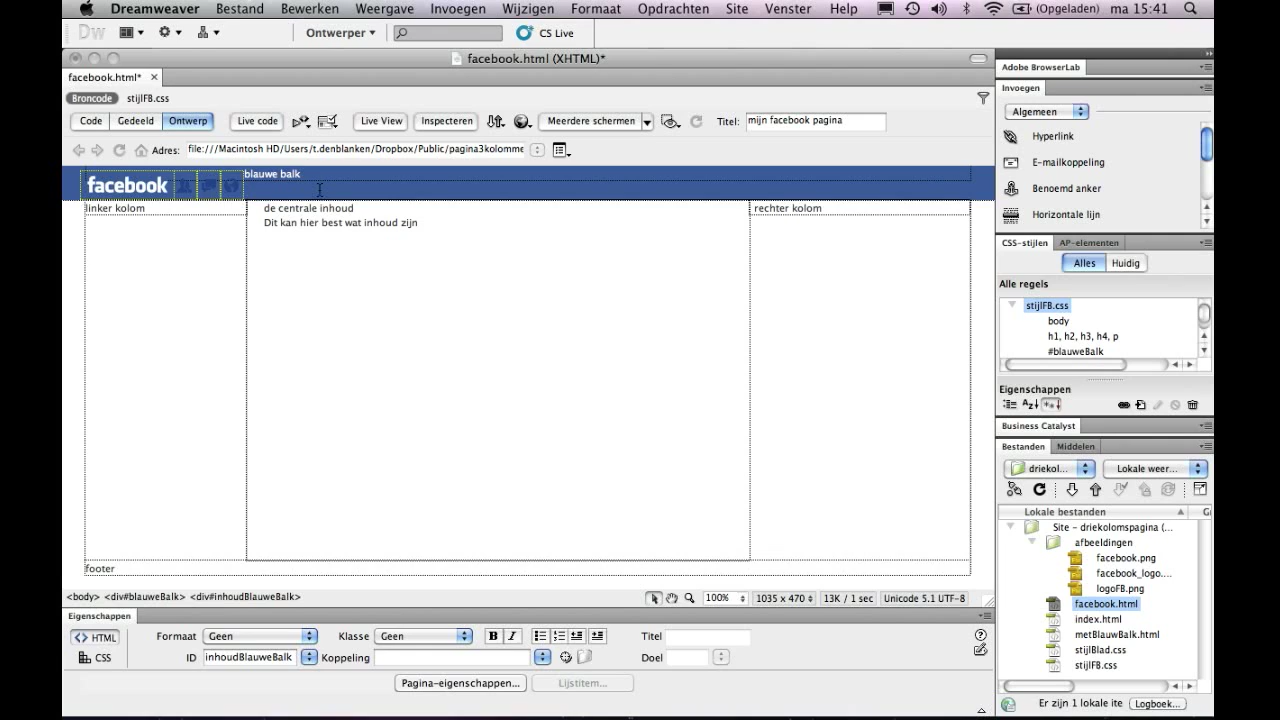 Dreamweaver Bestand Bewerken Weergave Invoegen Wijzigen Formaat Opdrachten Site Venster Help (Opgeladen) ma 15:41
Dw Ontwerper CS Live
facebook.html (XHTML)*
facebook.html*
Broncode stijlFB.css
Code Gedeeld Ontwerp Live code Live View Inspecteren Meerdere schermen Titel: mijn facebook pagina
Adres: file:///Macintosh HD/Users/t.denblanken/Dropbox/Public/pagina3kolomme
blauwe balk
facebook
linker kolom de centrale inhoud rechter kolom
Dit kan hier best wat inhoud zijn
footer
<body> <div#blauweBalk> <div#inhoudBlauweBalk> 100% 1035 x 470 13K / 1 sec Unicode 5.1 UTF-8
Eigenschappen
HTML Formaat Geen Klasse Geen B I Titel
CSS ID inhoudBlauweBalk Koppeling Doel
Pagina-eigenschappen... Lijstitem...
Adobe BrowserLab
Invoegen
Algemeen
Hyperlink
E-mailkoppeling
Benoemd anker
Horizontale lijn
CSS-stijlen AP-elementen
Alles Huidig
Alle regels
stijlFB.css
body
h1, h2, h3, h4, p
#blauweBalk
Eigenschappen
Business Catalyst
Bestanden Middelen
driekol... Lokale weer...
Lokale bestanden
Site - driekolomspagina (...
afbeeldingen
facebook.png
facebook_logo....
logoFB.png
facebook.html
index.html
metBlauwBalk.html
stijlBlad.css
stijlFB.css
Er zijn 1 lokale ite Logboek...